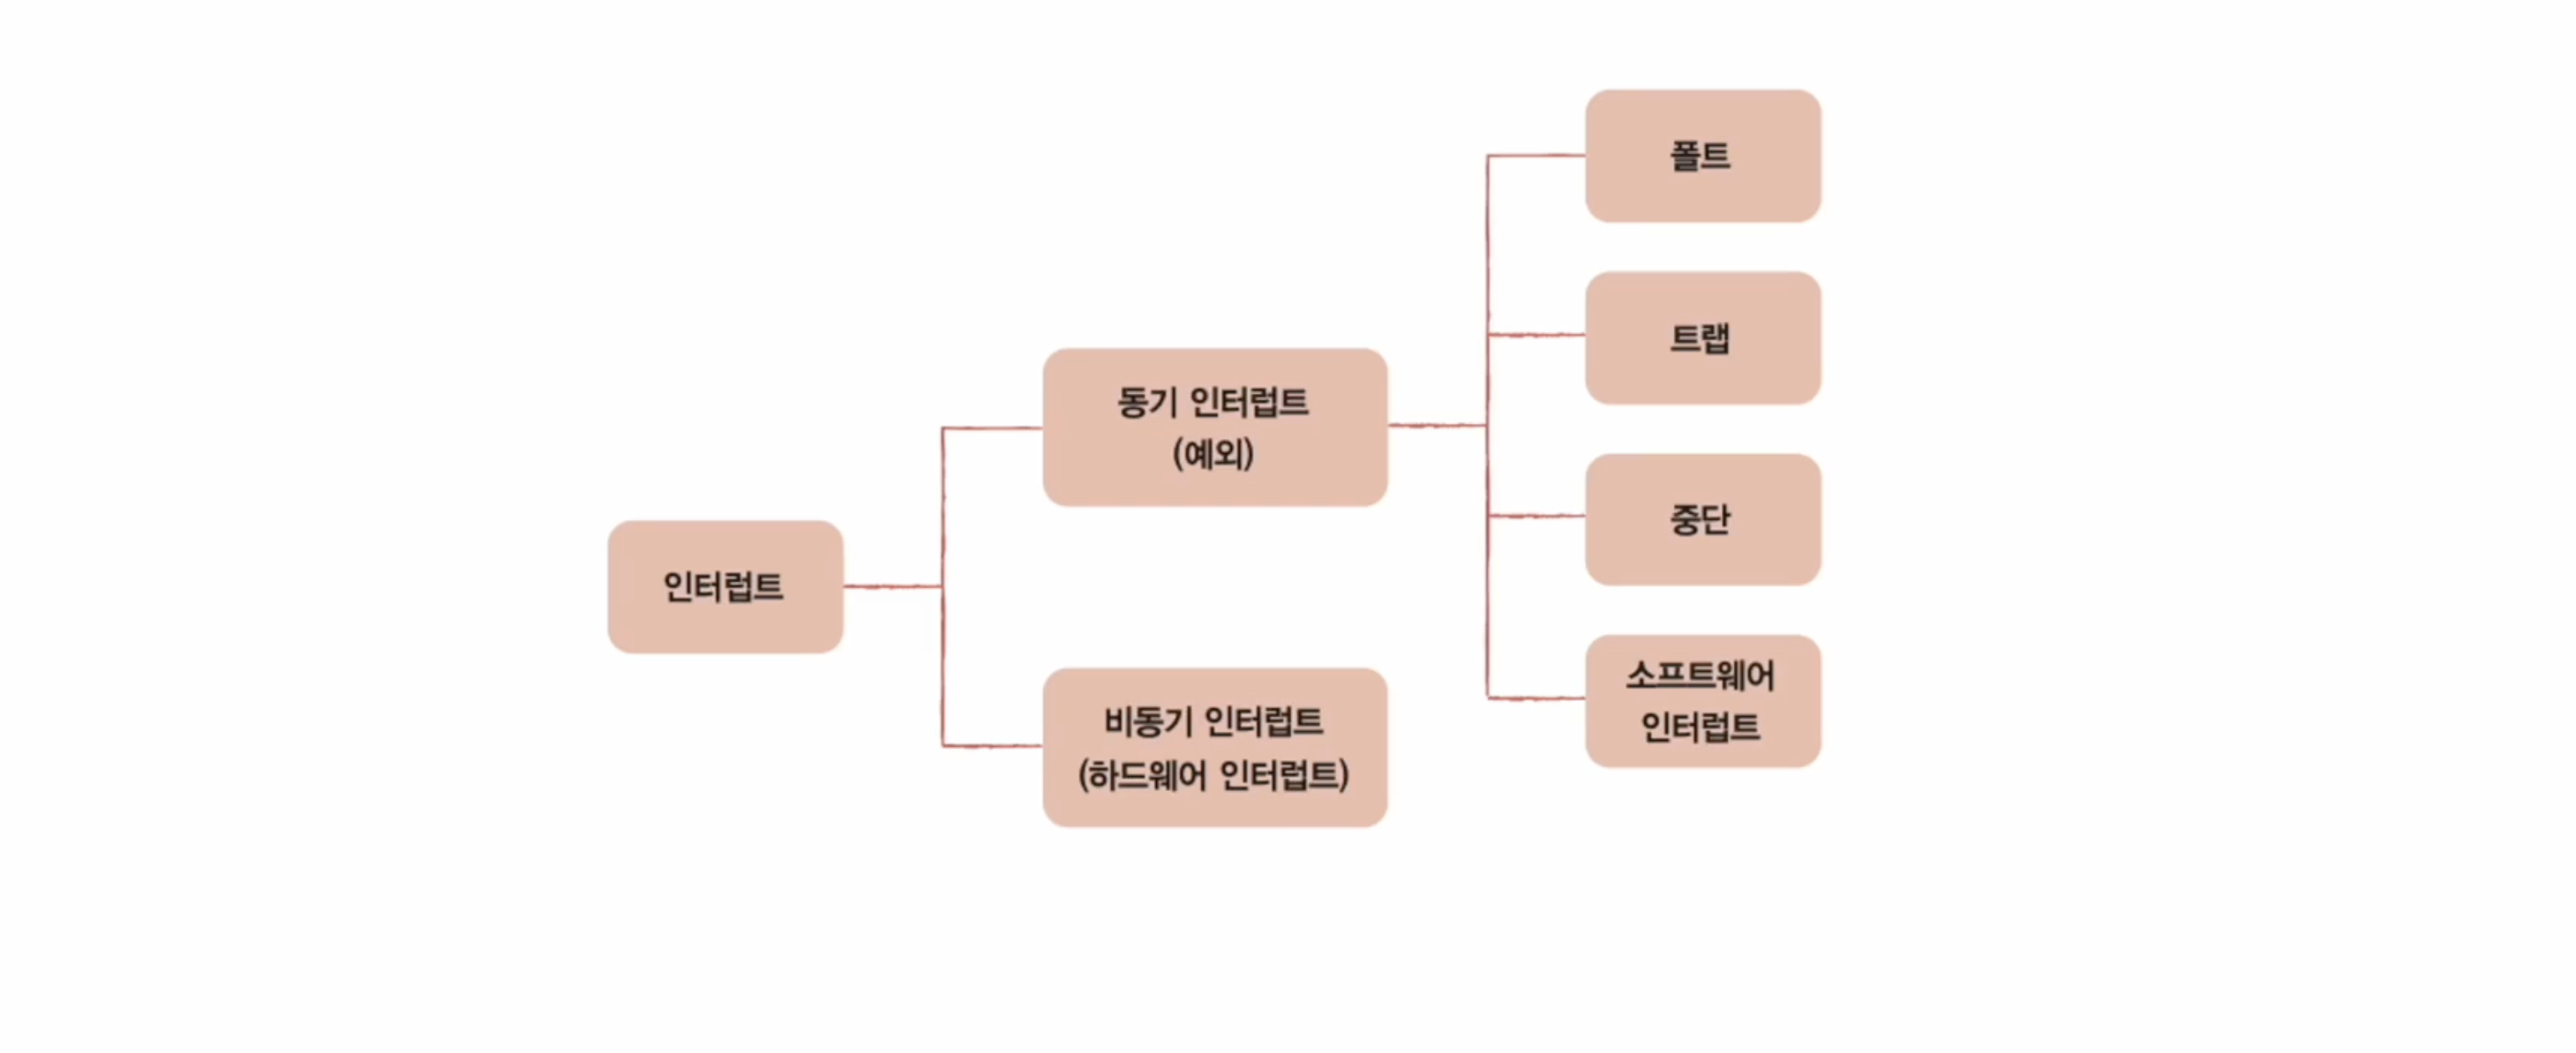 인터럽트
동기 인터럽트
(예외)
비동기 인터럽트
(하드웨어 인터럽트)
폴트
트랩
중단
소프트웨어
인터럽트